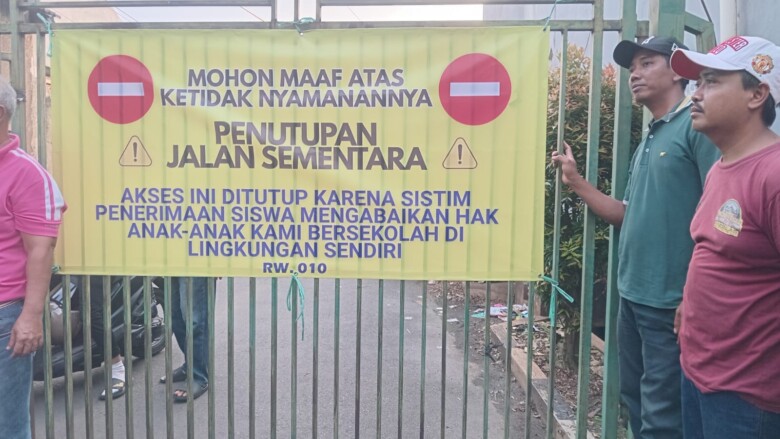 MOHON MAAF ATAS
KETIDAK NYAMANANNYA
PENUTUPAN
JALAN SEMENTARA
AKSES INI DITUTUP KARENA SISTIM
PENERIMAAN SISWA MENGABAIKAN HAK
ANAK-ANAK KAMI BERSEKOLAH DI
LINGKUNGAN SENDIRI
RW. 010